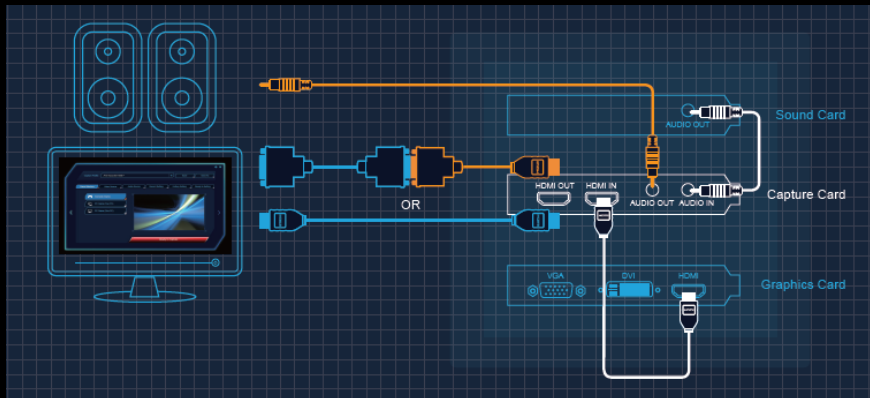 AUDIO OUT
Sound Card
OR
HDMI OUT
HDMI IN
AUDIO OUT
AUDIO IN
Capture Card
VGA
DVI
HDMI
Graphics Card